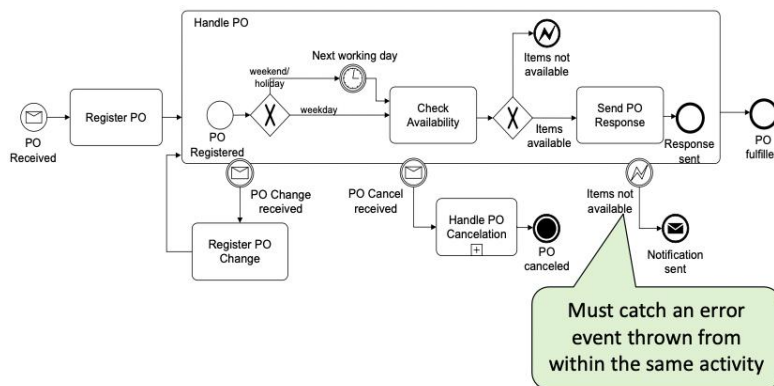 Handle PO
Next working day
weekend/
holiday
weekday
Items not
available
Register PO
Check
Availability
Send PO
Response
PO
Received
PO
Registered
Items
available
Response
sent
PO
fulfille
PO Change
received
PO Cancel
received
Items not
available
Register PO
Change
Handle PO
Cancelation
PO
canceled
Notification
sent
Must catch an error
event thrown from
within the same activity